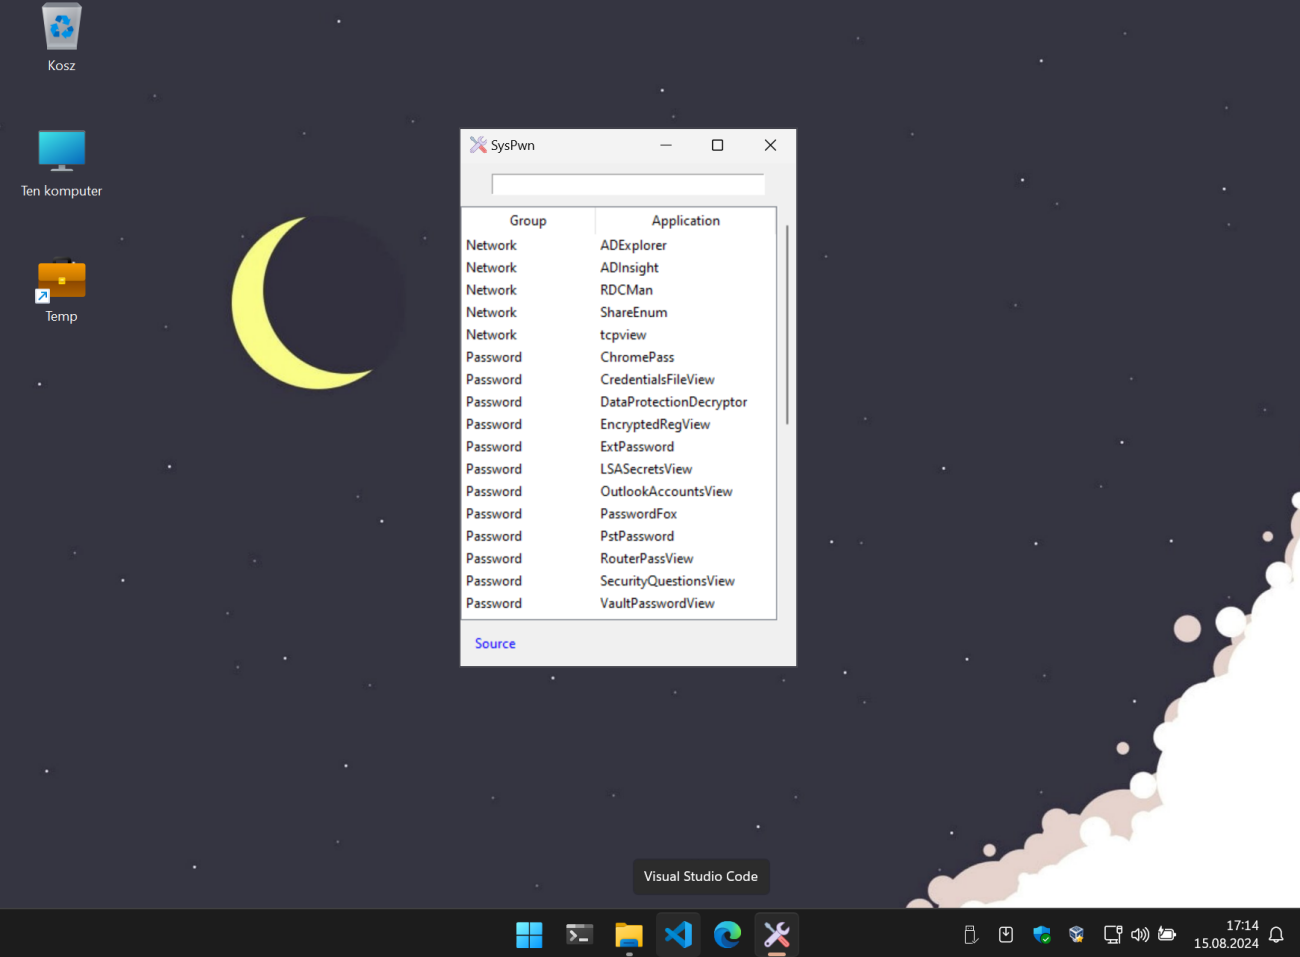 Kosz
Ten komputer
Temp
SysPwn
Group Application
Network ADExplorer
Network ADInsight
Network RDCMan
Network ShareEnum
Network tcpview
Password ChromePass
Password CredentialsFileView
Password DataProtectionDecryptor
Password EncryptedRegView
Password ExtPassword
Password LSASecretsView
Password OutlookAccountsView
Password PasswordFox
Password PstPassword
Password RouterPassView
Password SecurityQuestionsView
Password VaultPasswordView
Source
Visual Studio Code
17:14
15.08.2024